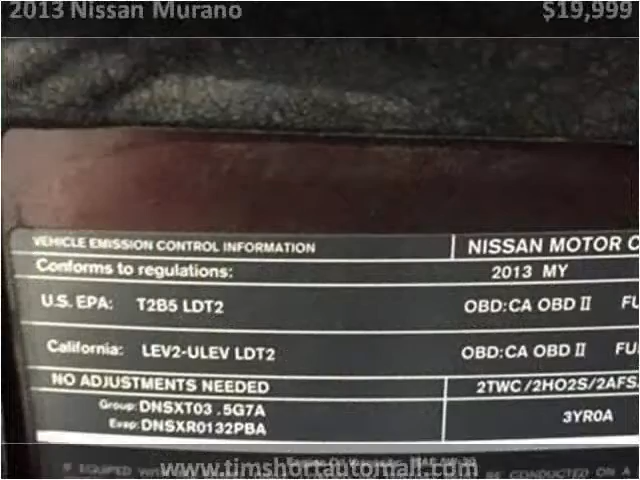 2013 Nissan Murano $19,999
VEHICLE EMISSION CONTROL INFORMATION NISSAN MOTOR C
Conforms to regulations: 2013 MY
U.S. EPA: T2B5 LDT2 OBD:CA OBD II FU
California: LEV2-ULEV LDT2 OBD:CA OBD II FU
NO ADJUSTMENTS NEEDED 2TWC/2HO2S/2AFS
Group: DNSXT03.5G7A
3YR0A
Evap: DNSXR0132PBA
www.timshortautomall.com